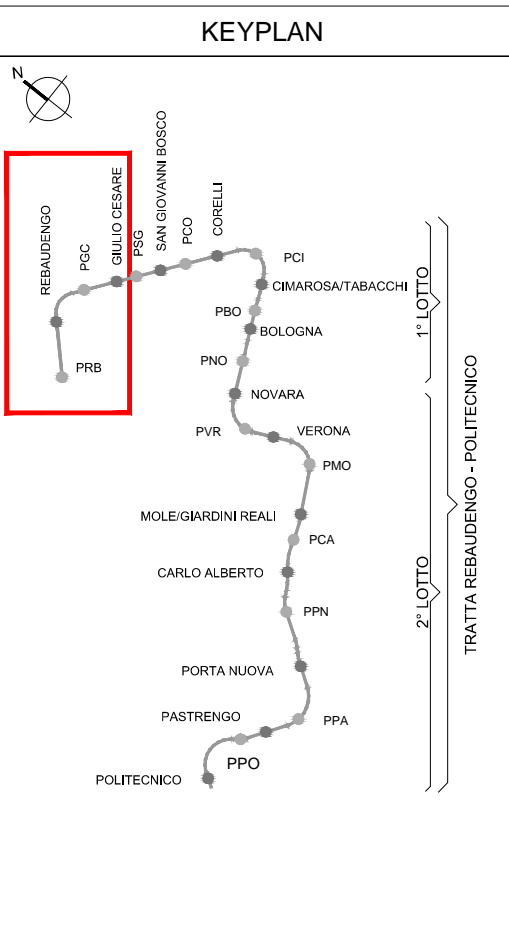 KEYPLAN
N
REBAUDENGO
PGC
GIULIO CESARE
PSG
SAN GIOVANNI BOSCO
PCO
CORELLI
PCI
CIMAROSA/TABACCHI
PBO
BOLOGNA
PNO
PRB
NOVARA
PVR
VERONA
PMO
MOLE/GIARDINI REALI
PCA
CARLO ALBERTO
PPN
PORTA NUOVA
PASTRENGO
PPA
PPO
POLITECNICO
1° LOTTO
2° LOTTO
TRATTA REBAUDENGO - POLITECNICO